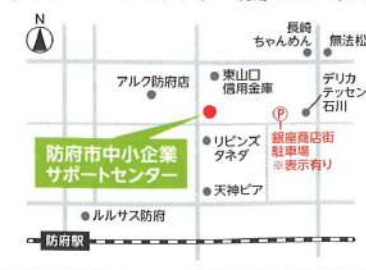 N
長崎
ちゃんめん
無法松
アルク防府店
東山口
信用金庫
デリカ
テッセン
石川
P
銀座商店街
駐車場
※表示有り
防府市中小企業
サポートセンター
リビンズ
タネダ
天神ピア
ルルサス防府
防府駅